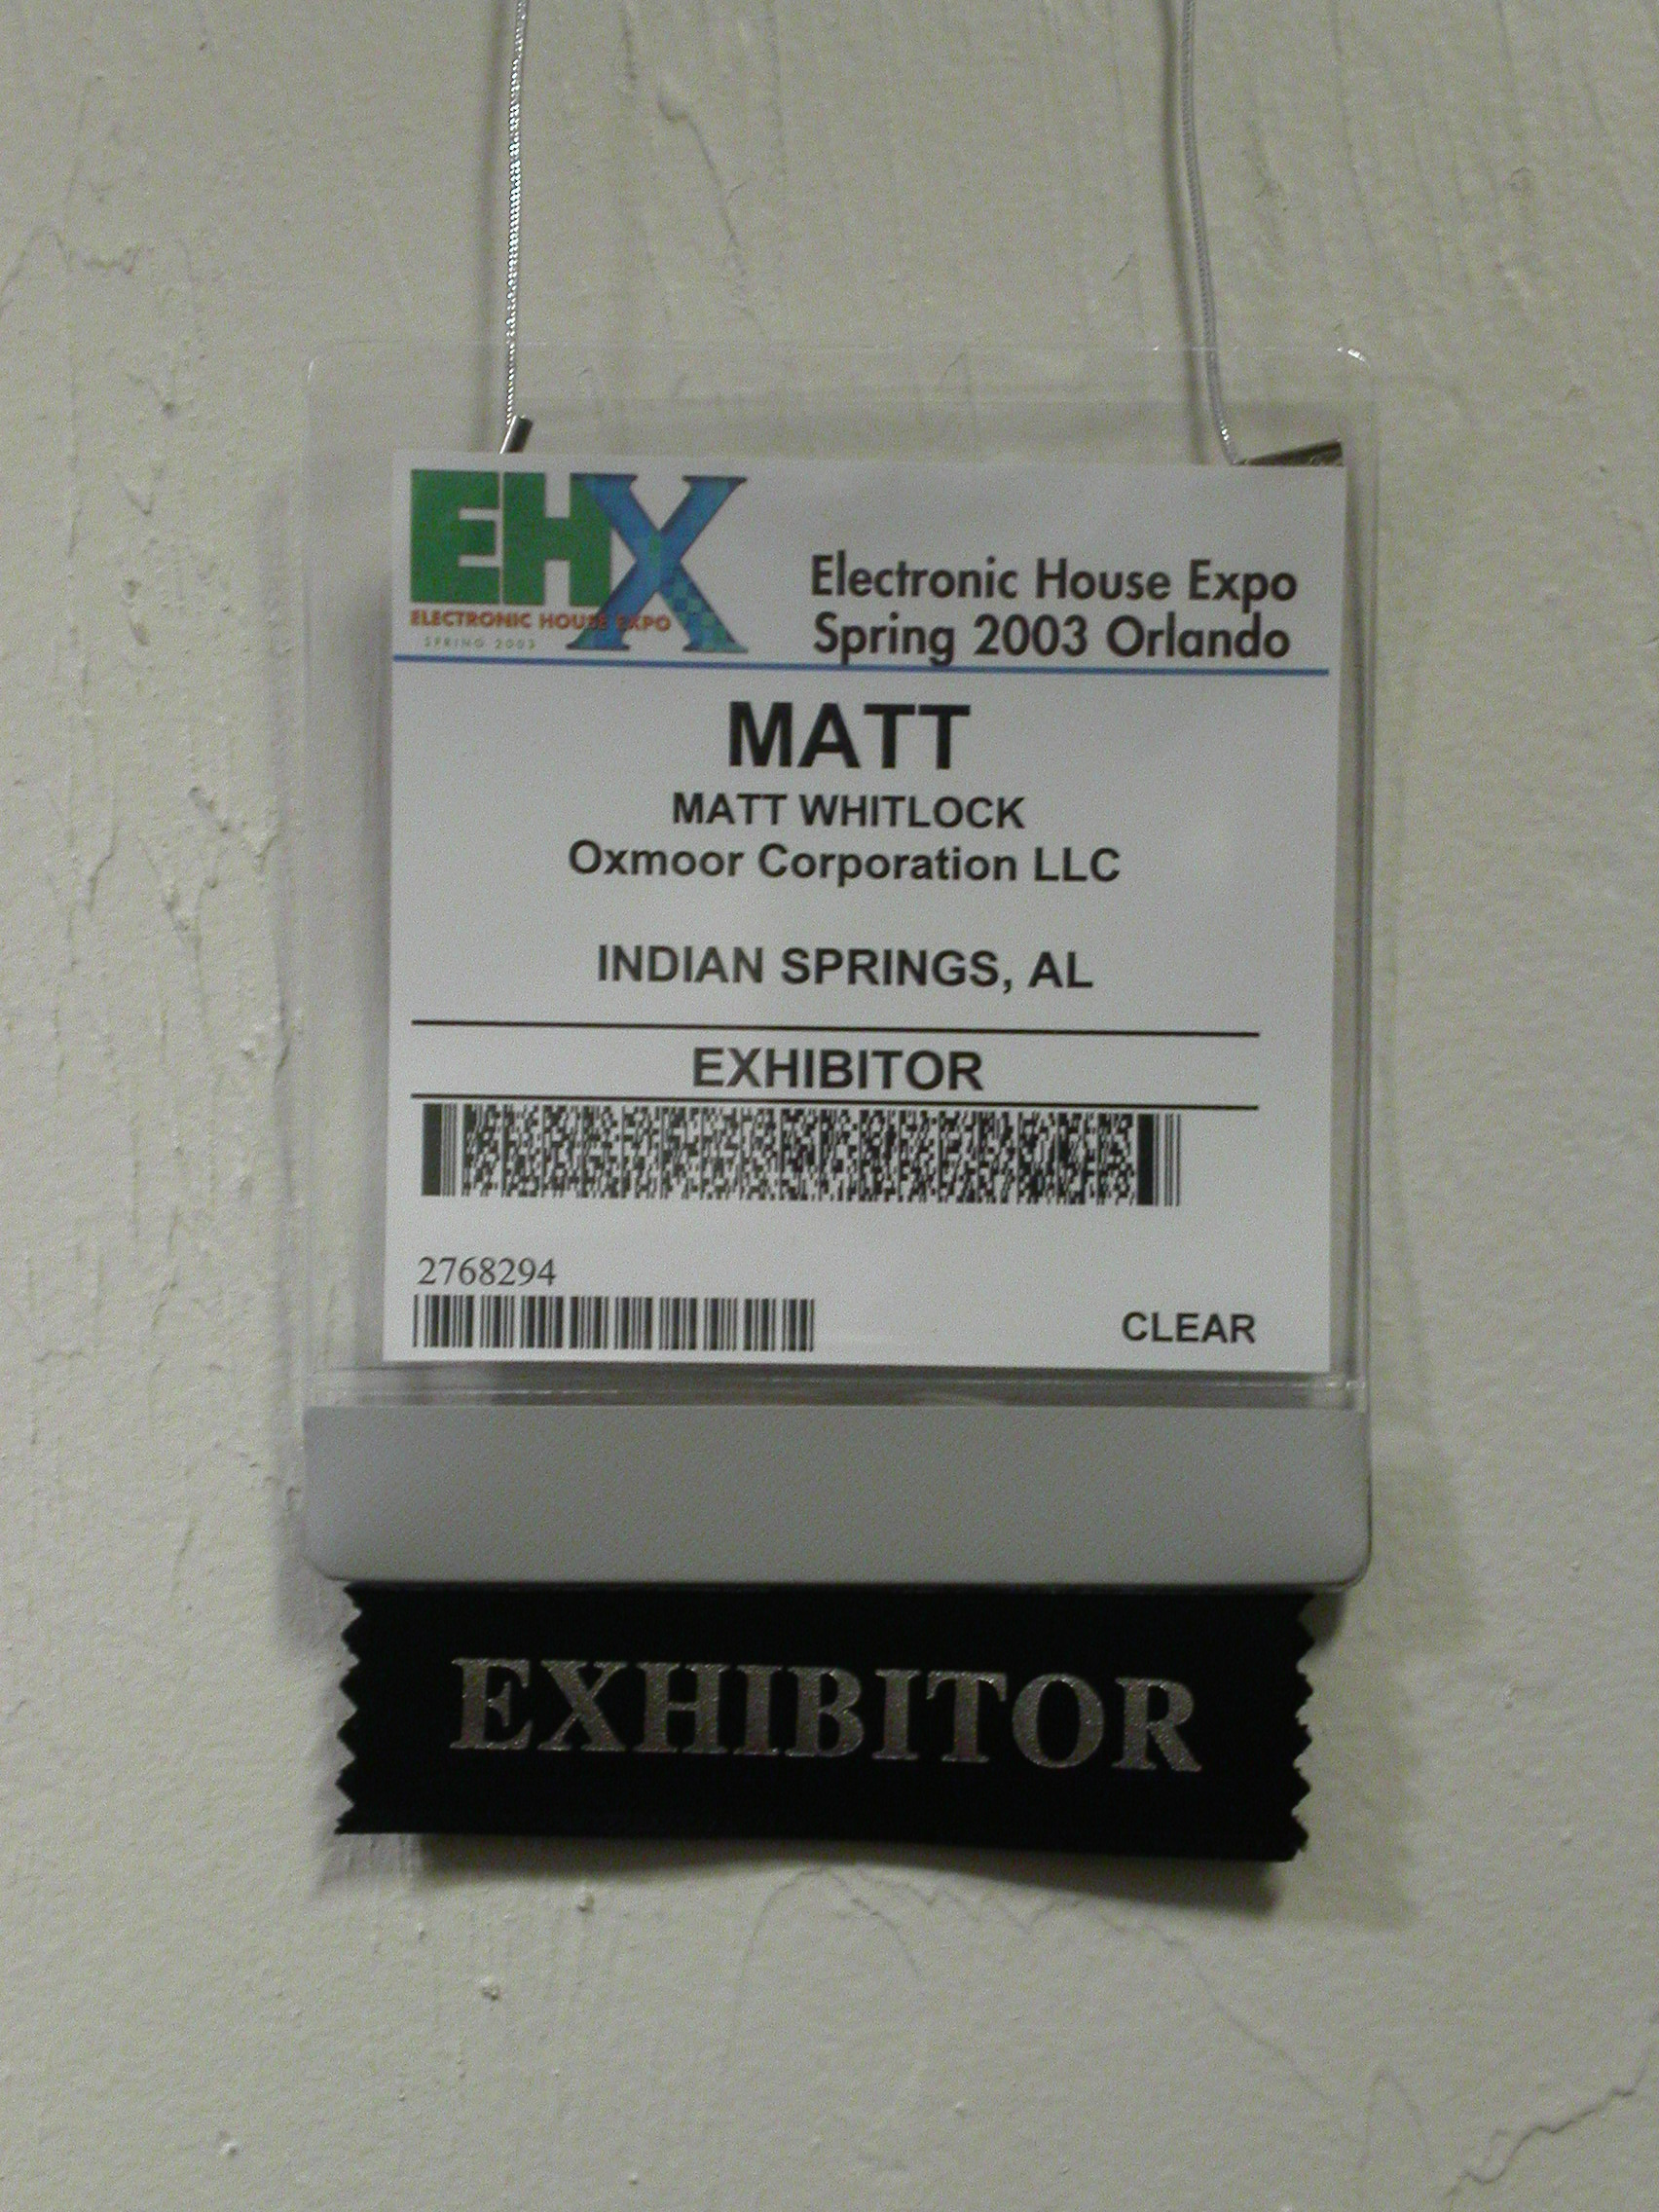 EHX
ELECTRONIC HOUSE EXPO
SPRING 2003
Electronic House Expo
Spring 2003 Orlando
MATT
MATT WHITLOCK
Oxmoor Corporation LLC
INDIAN SPRINGS, AL
EXHIBITOR
2768294
CLEAR
EXHIBITOR